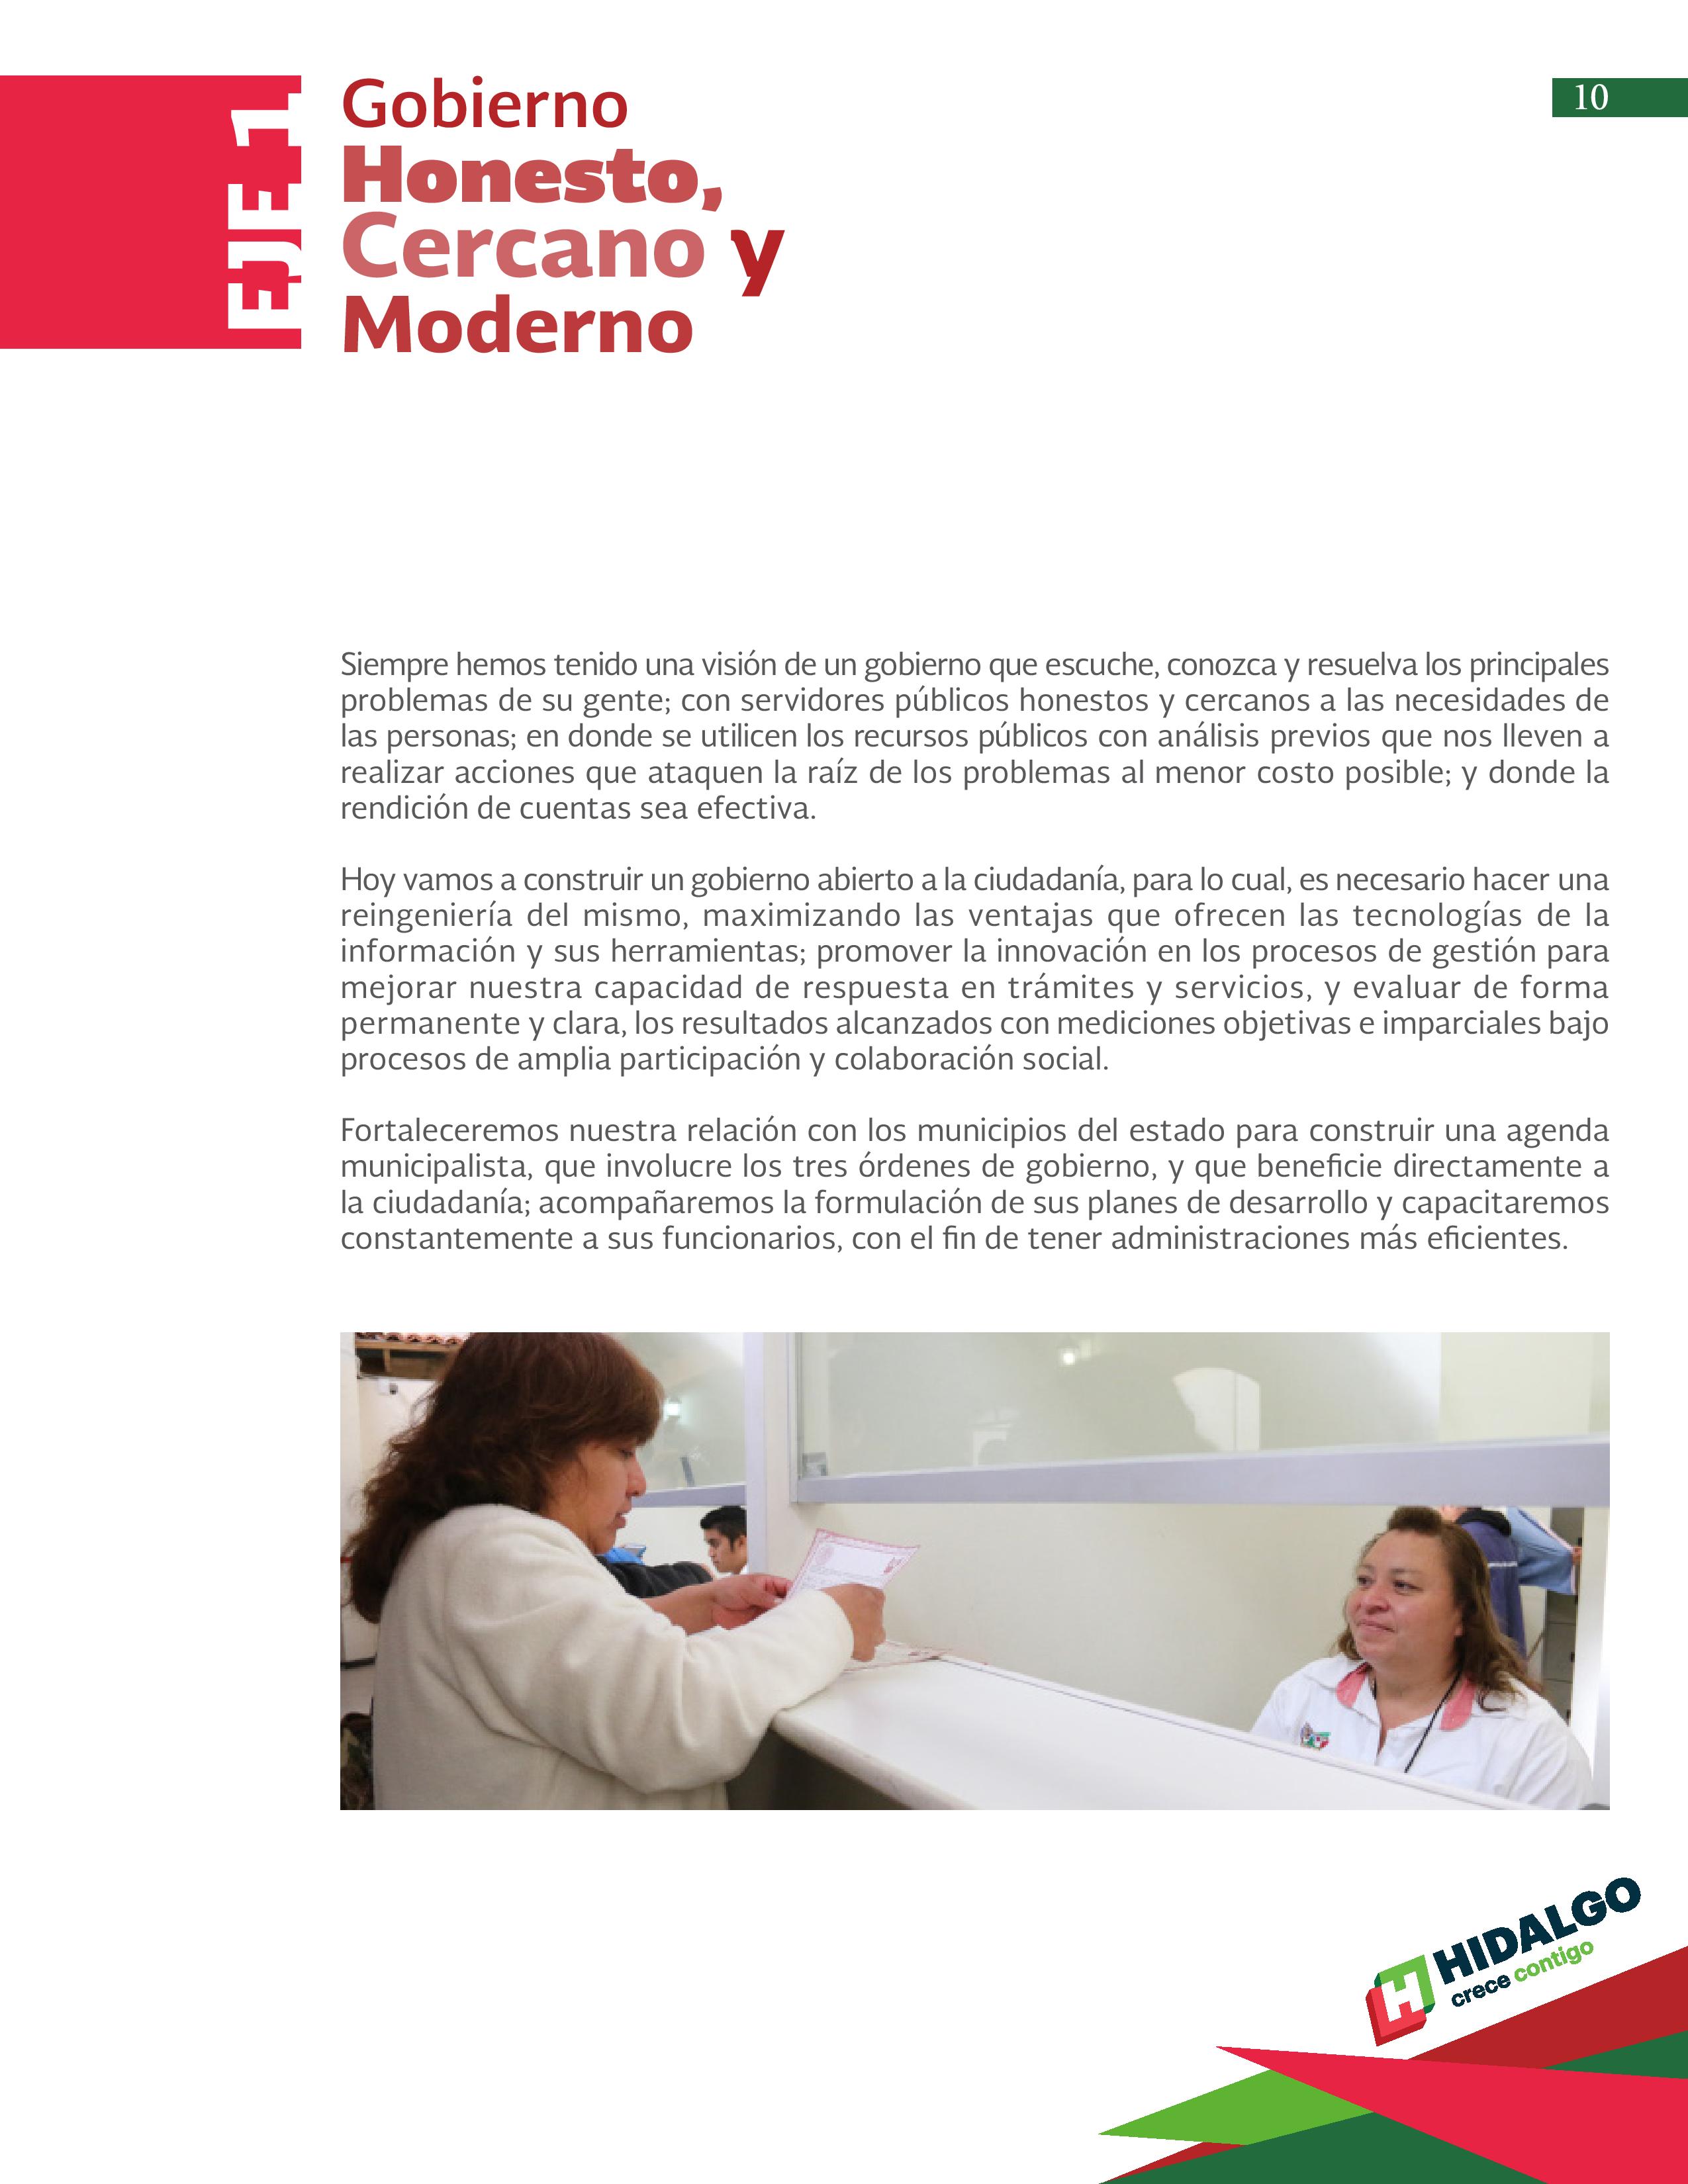 EJE 1
Gobierno
Honesto,
Cercano y
Moderno
10
Siempre hemos tenido una visión de un gobierno que escuche, conozca y resuelva los principales
problemas de su gente; con servidores públicos honestos y cercanos a las necesidades de
las personas; en donde se utilicen los recursos públicos con análisis previos que nos lleven a
realizar acciones que ataquen la raíz de los problemas al menor costo posible; y donde la
rendición de cuentas sea efectiva.
Hoy vamos a construir un gobierno abierto a la ciudadanía, para lo cual, es necesario hacer una
reingeniería del mismo, maximizando las ventajas que ofrecen las tecnologías de la
información y sus herramientas; promover la innovación en los procesos de gestión para
mejorar nuestra capacidad de respuesta en trámites y servicios, y evaluar de forma
permanente y clara, los resultados alcanzados con mediciones objetivas e imparciales bajo
procesos de amplia participación y colaboración social.
Fortaleceremos nuestra relación con los municipios del estado para construir una agenda
municipalista, que involucre los tres órdenes de gobierno, y que beneficie directamente a
la ciudadanía; acompañaremos la formulación de sus planes de desarrollo y capacitaremos
constantemente a sus funcionarios, con el fin de tener administraciones más eficientes.
H HIDALGO
crece contigo